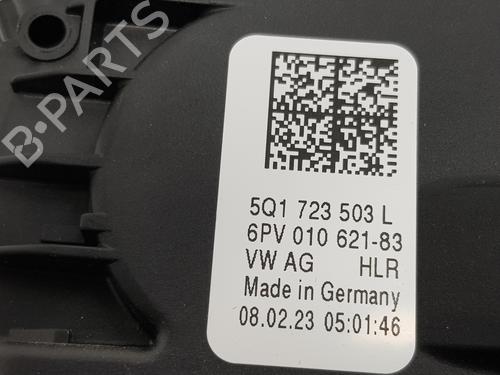 B-PARTS
5Q1 723 503 L
6PV 010 621-83
VW AG HLR
Made in Germany
08.02.23 05:01:46